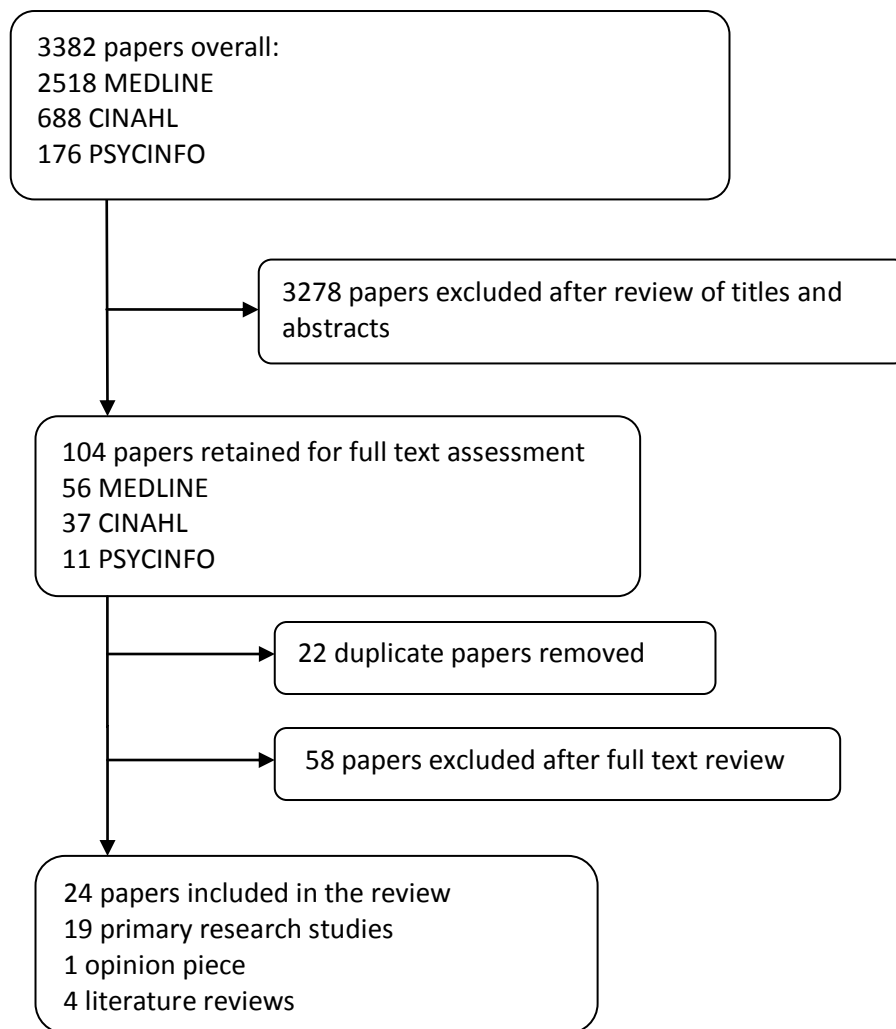 3382 papers overall:
2518 MEDLINE
688 CINAHL
176 PSYCINFO
3278 papers excluded after review of titles and
abstracts
104 papers retained for full text assessment
56 MEDLINE
37 CINAHL
11 PSYCINFO
22 duplicate papers removed
58 papers excluded after full text review
24 papers included in the review
19 primary research studies
1 opinion piece
4 literature reviews